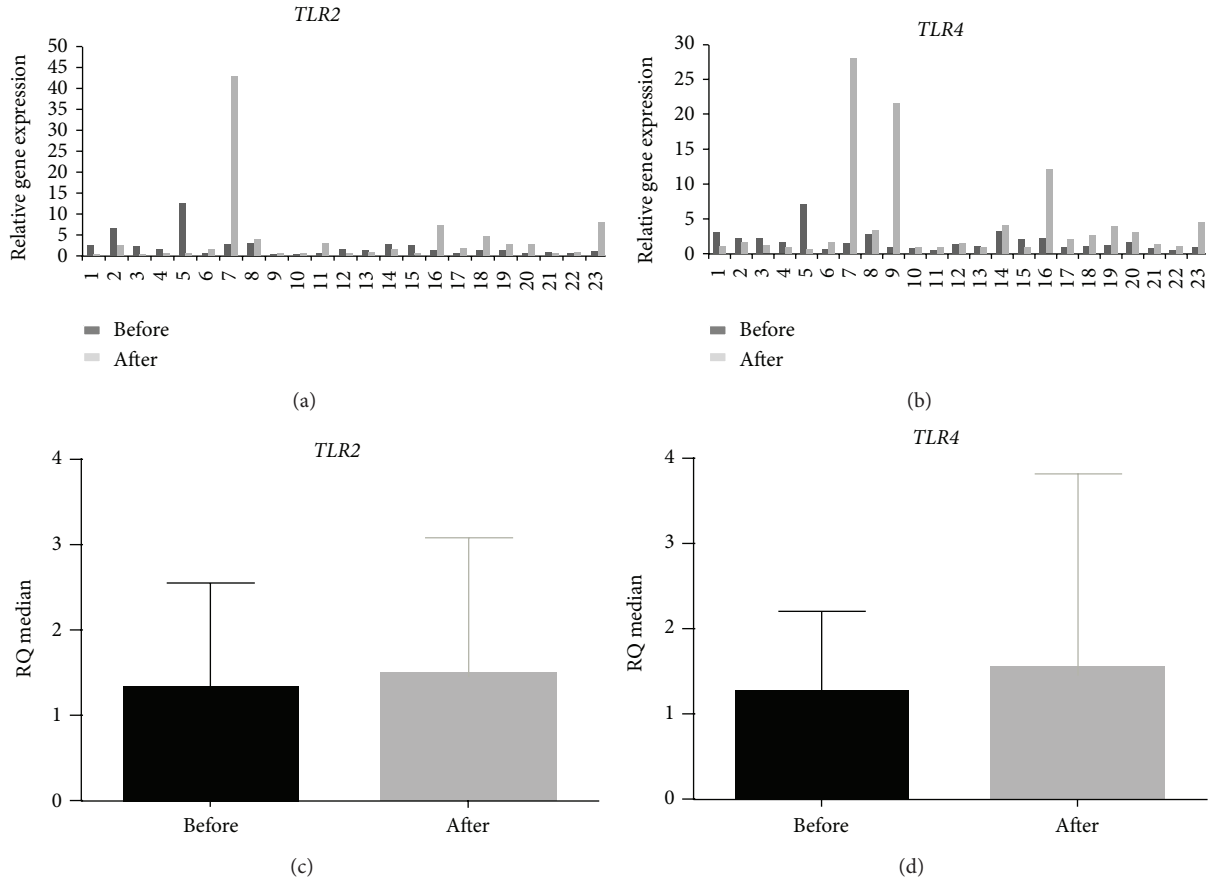 TLR2
Relative gene expression
50
45
40
35
30
25
20
15
10
5
0
1 2 3 4 5 6 7 8 9 10 11 12 13 14 15 16 17 18 19 20 21 22 23
Before
After
(a)
TLR4
Relative gene expression
30
25
20
15
10
5
0
1 2 3 4 5 6 7 8 9 10 11 12 13 14 15 16 17 18 19 20 21 22 23
Before
After
(b)
TLR2
RQ median
4
3
2
1
0
Before After
(c)
TLR4
RQ median
4
3
2
1
0
Before After
(d)